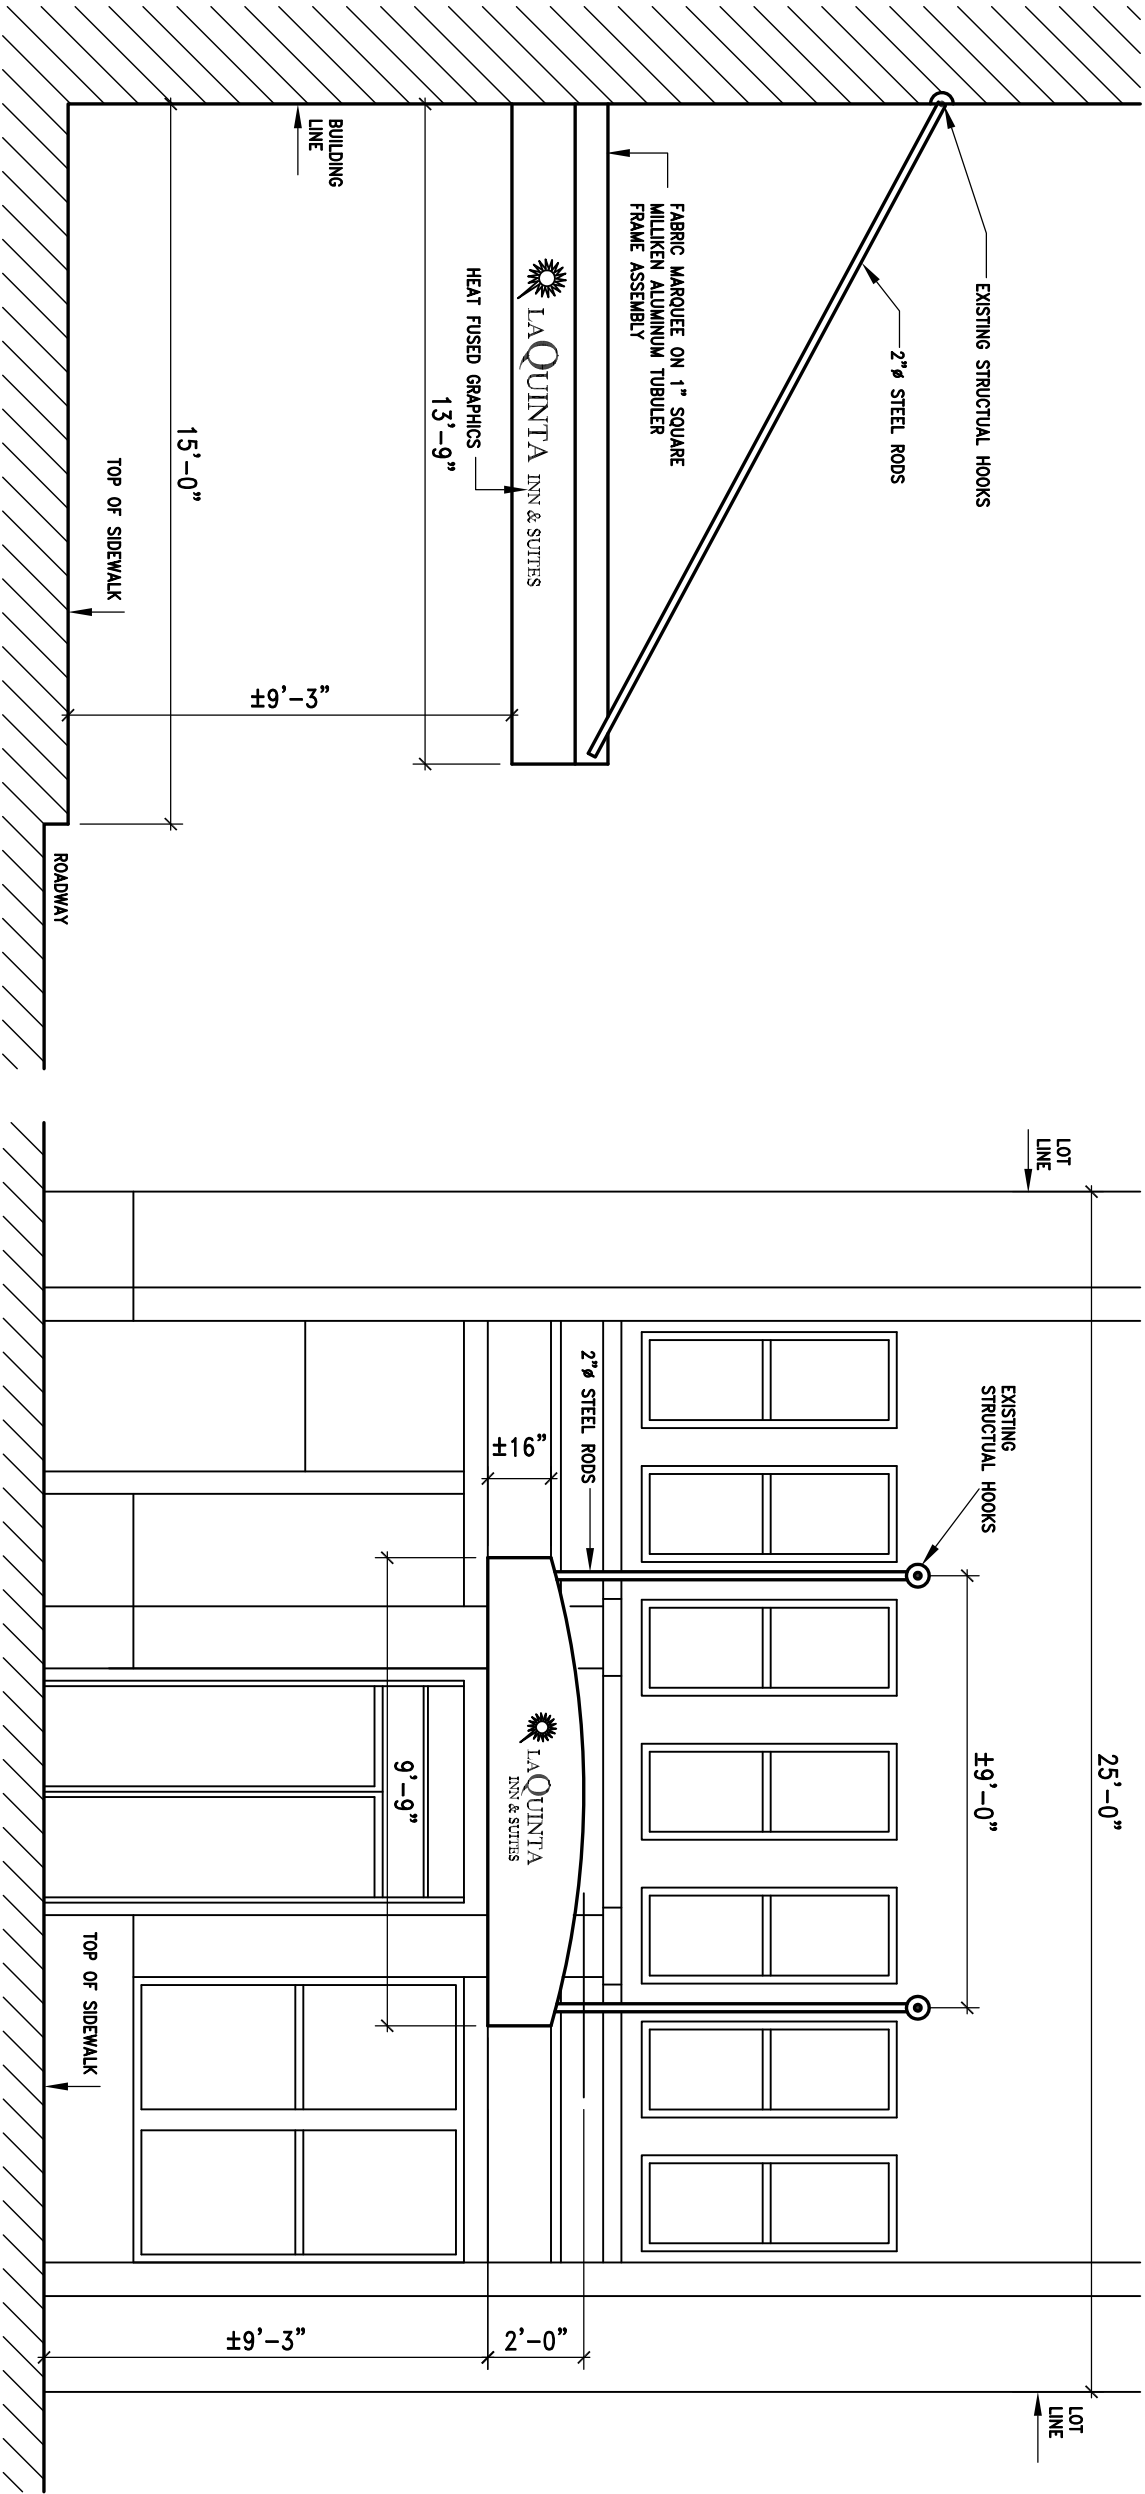 EXISTING STRUCTUAL HOOKS
2"ø STEEL RODS
FABRIC MARQUEE ON 1" SQUARE
MILLIKEN ALUMINUM TUBULER
FRAME ASSEMBLY
LAQUINTA INN & SUITES
HEAT FUSED GRAPHICS
13'-9"
BUILDING
LINE
±9'-3"
15'-0"
TOP OF SIDEWALK
ROADWAY
LOT
LINE
25'-0"
LOT
LINE
EXISTING
STRUCTUAL HOOKS
±9'-0"
2"ø STEEL RODS
±16"
LAQUINTA
INN & SUITES
9'-9"
2'-0"
±9'-3"
TOP OF SIDEWALK